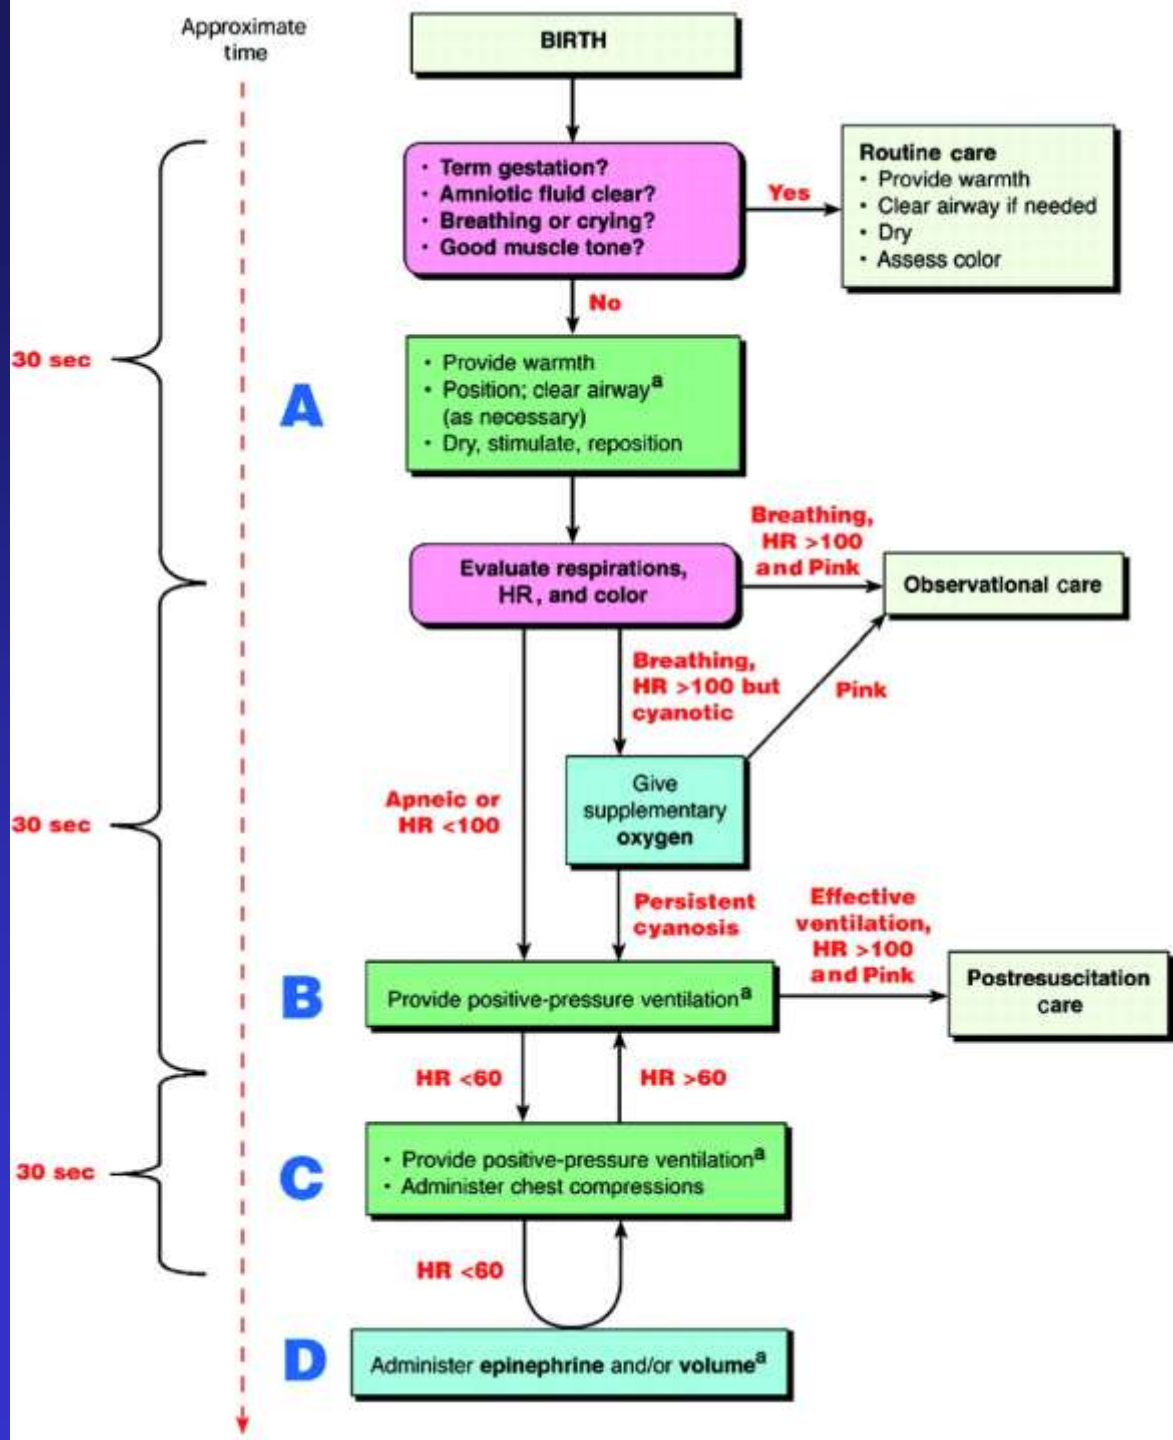 Approximate
time
BIRTH
· Term gestation?
· Amniotic fluid clear?
· Breathing or crying?
· Good muscle tone?
Yes
Routine care
· Provide warmth
· Clear airway if needed
· Dry
· Assess color
No
30 sec
A
· Provide warmth
· Position; clear airwayᵃ
(as necessary)
· Dry, stimulate, reposition
Evaluate respirations,
HR, and color
Breathing,
HR >100
and Pink
Observational care
Breathing,
HR >100 but
cyanotic
Pink
30 sec
Apneic or
HR <100
Give
supplementary
oxygen
Persistent
cyanosis
Effective
ventilation,
HR >100
and Pink
B
Provide positive-pressure ventilationᵃ
Postresuscitation
care
HR <60
HR >60
30 sec
C
· Provide positive-pressure ventilationᵃ
· Administer chest compressions
HR <60
D
Administer epinephrine and/or volumeᵃ